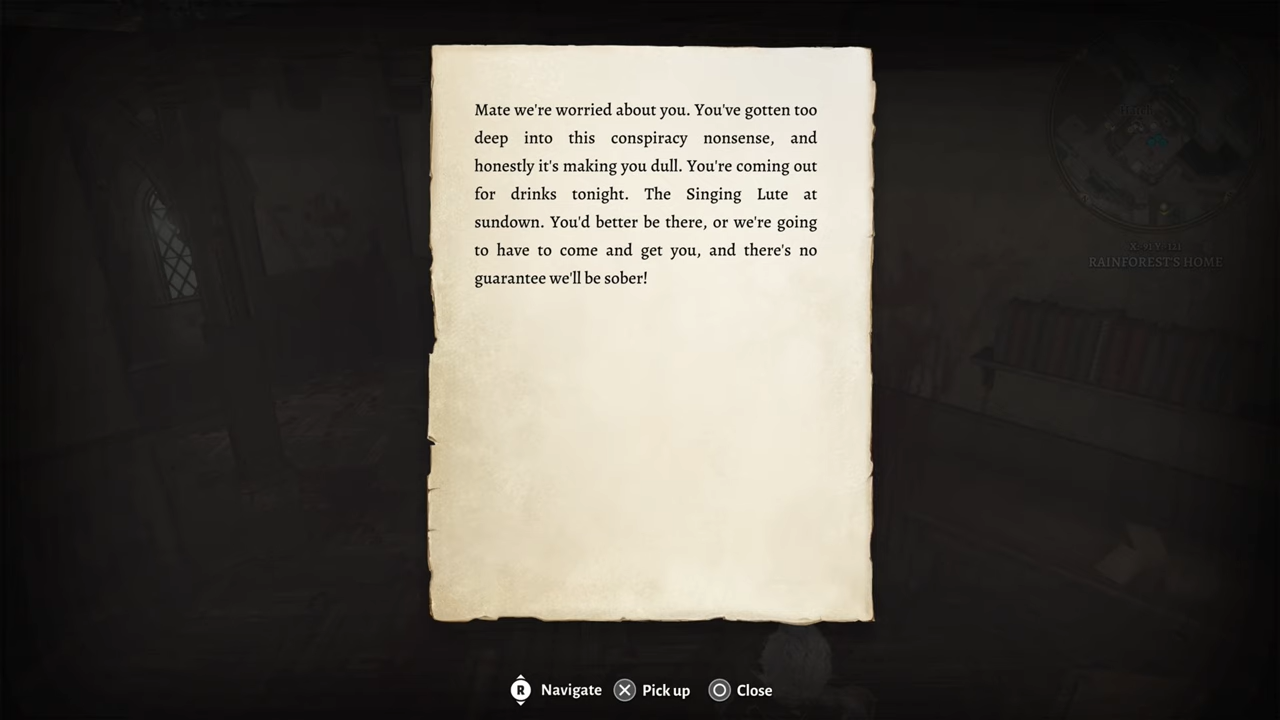 Mate we're worried about you. You've gotten too
deep into this conspiracy nonsense, and
honestly it's making you dull. You're coming out
for drinks tonight. The Singing Lute at
sundown. You'd better be there, or we're going
to have to come and get you, and there's no
guarantee we'll be sober!
RAINFOREST'S HOME
R Navigate Pick up Close